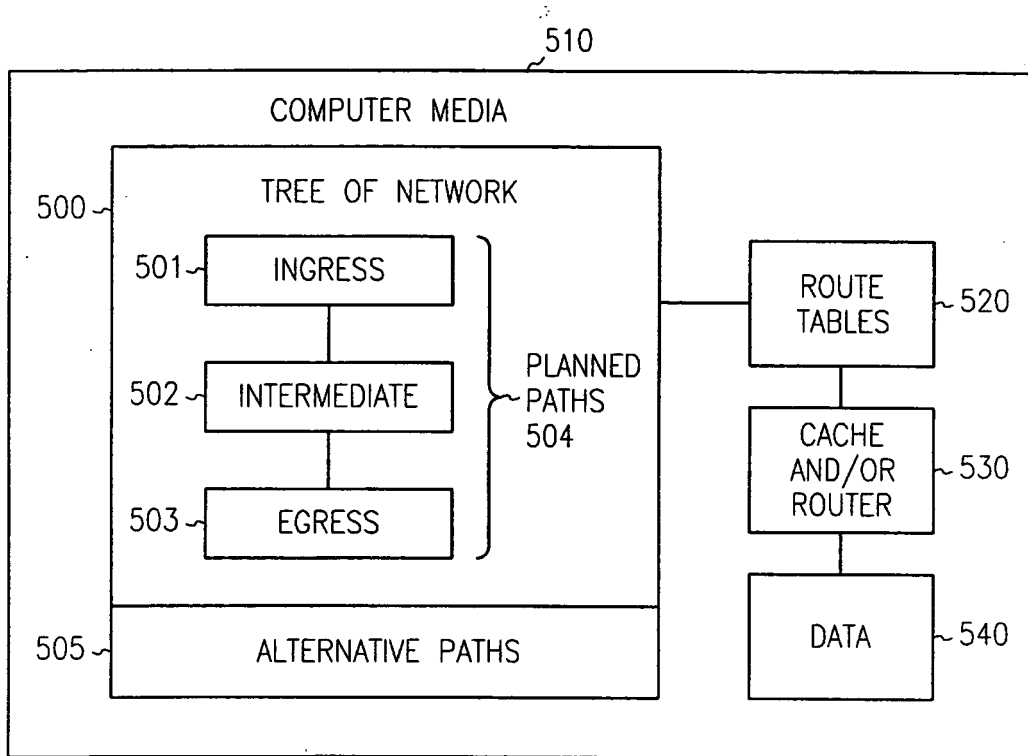 510
COMPUTER MEDIA
500
TREE OF NETWORK
501
INGRESS
502
INTERMEDIATE
503
EGRESS
PLANNED
PATHS
504
505
ALTERNATIVE PATHS
ROUTE
TABLES
520
CACHE
AND/OR
ROUTER
530
DATA
540